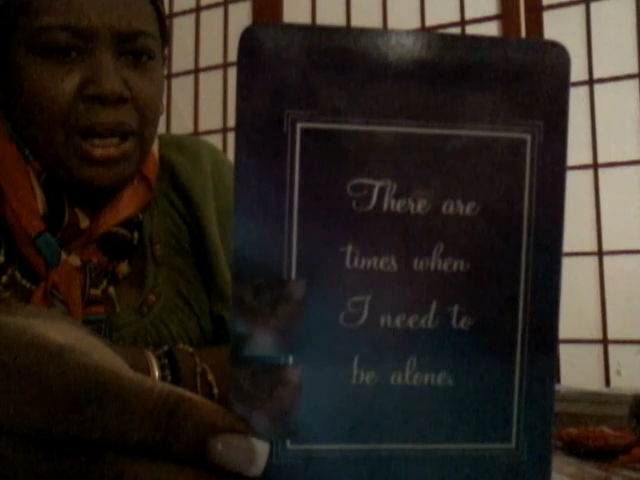 There are
times when
I need to
be alone.